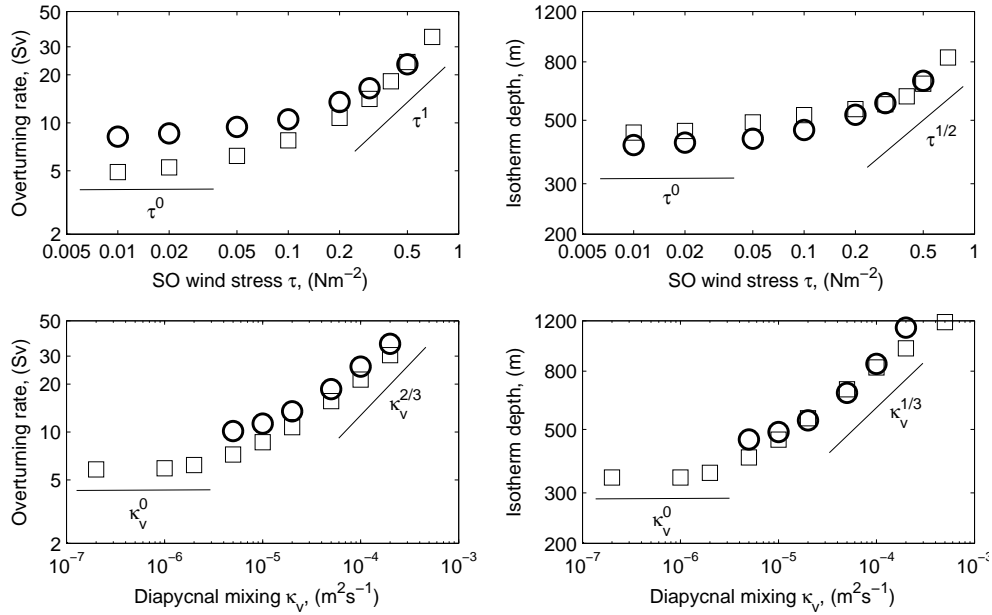 50
30
20
10
5
2
Overturning rate, (Sv)
τ^1
τ^0
0.005 0.01 0.02 0.05 0.1 0.2 0.5 1
SO wind stress τ, (Nm^−2)
1200
800
500
300
200
Isotherm depth, (m)
τ^1/2
τ^0
0.005 0.01 0.02 0.05 0.1 0.2 0.5 1
SO wind stress τ, (Nm^−2)
50
30
20
10
5
2
Overturning rate, (Sv)
κ_v^2/3
κ_v^0
10^−7 10^−6 10^−5 10^−4 10^−3
Diapycnal mixing κ_v, (m^2s^−1)
1200
800
500
300
200
Isotherm depth, (m)
κ_v^1/3
κ_v^0
10^−7 10^−6 10^−5 10^−4 10^−3
Diapycnal mixing κ_v, (m^2s^−1)